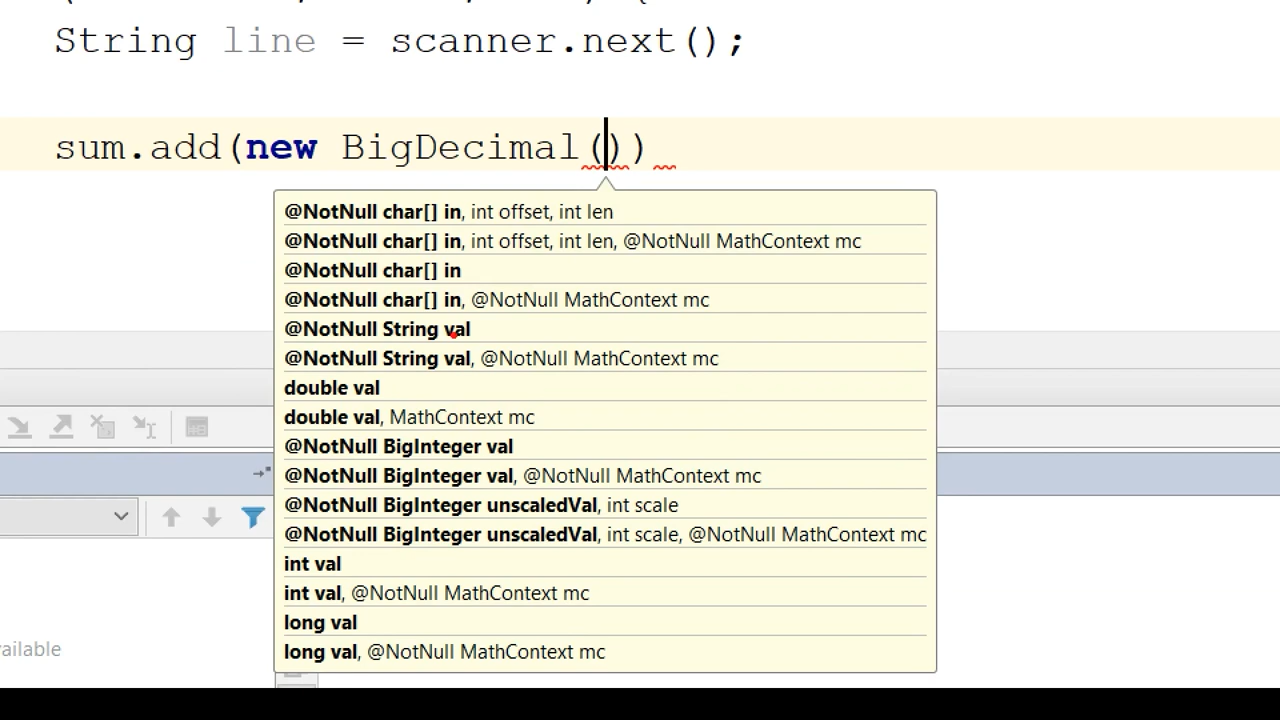 String line = scanner.next();
sum.add(new BigDecimal())
@NotNull char[] in, int offset, int len
@NotNull char[] in, int offset, int len, @NotNull MathContext mc
@NotNull char[] in
@NotNull char[] in, @NotNull MathContext mc
@NotNull String val
@NotNull String val, @NotNull MathContext mc
double val
double val, MathContext mc
@NotNull BigInteger val
@NotNull BigInteger val, @NotNull MathContext mc
@NotNull BigInteger unscaledVal, int scale
@NotNull BigInteger unscaledVal, int scale, @NotNull MathContext mc
int val
int val, @NotNull MathContext mc
long val
long val, @NotNull MathContext mc
ailable